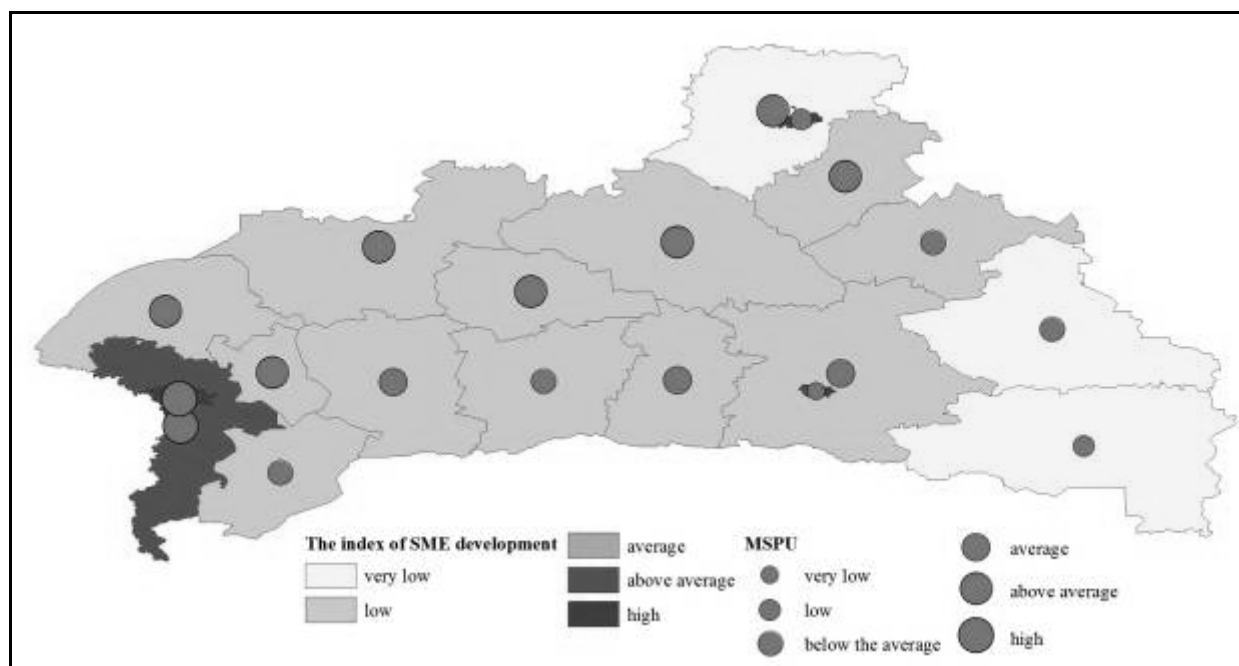 The index of SME development
very low
low
average
above average
high
MSPU
very low
low
below the average
average
above average
high